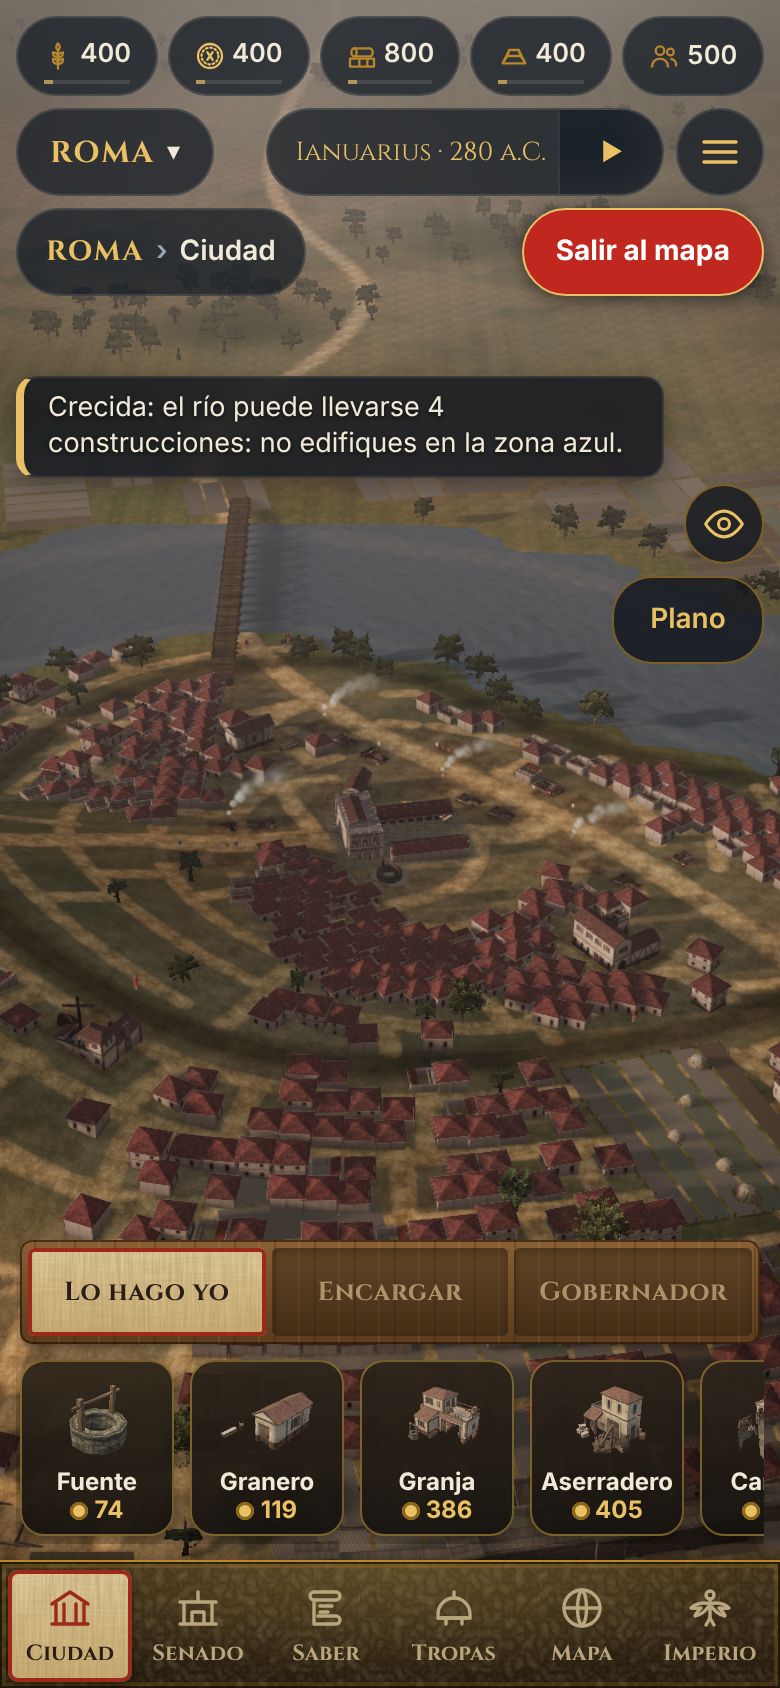 400
400
800
400
500
ROMA ▾
IANUARIUS · 280 A.C.
ROMA › Ciudad
Salir al mapa
Crecida: el río puede llevarse 4
construcciones: no edifiques en la zona azul.
Plano
LO HAGO YO
ENCARGAR
GOBERNADOR
Fuente
74
Granero
119
Granja
386
Aserradero
405
CIUDAD
SENADO
SABER
TROPAS
MAPA
IMPERIO